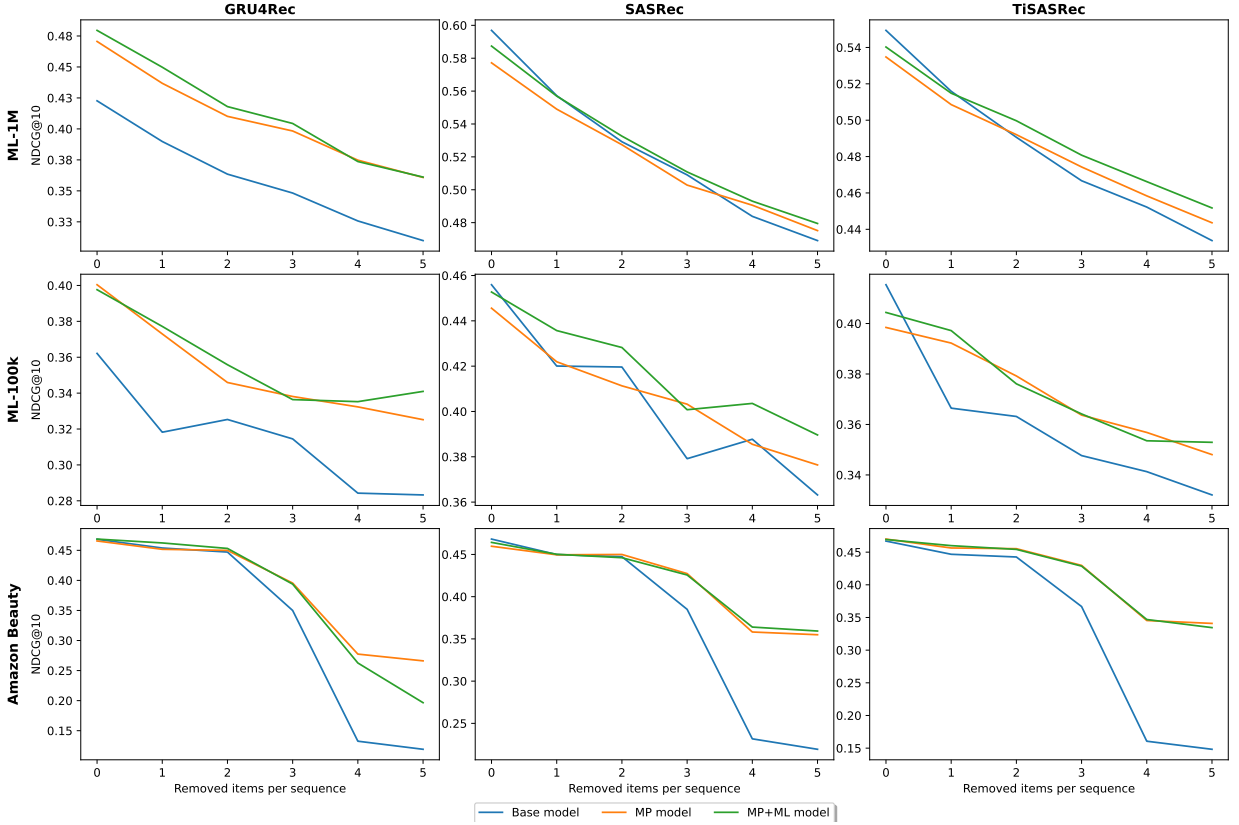 GRU4Rec
SASRec
TiSASRec
ML-1M
NDCG@10
0.48
0.45
0.43
0.40
0.38
0.35
0.33
0 1 2 3 4 5
0.60
0.58
0.56
0.54
0.52
0.50
0.48
0 1 2 3 4 5
0.54
0.52
0.50
0.48
0.46
0.44
0 1 2 3 4 5
ML-100k
NDCG@10
0.40
0.38
0.36
0.34
0.32
0.30
0.28
0 1 2 3 4 5
0.46
0.44
0.42
0.40
0.38
0.36
0 1 2 3 4 5
0.40
0.38
0.36
0.34
0 1 2 3 4 5
Amazon Beauty
NDCG@10
0.45
0.40
0.35
0.30
0.25
0.20
0.15
0 1 2 3 4 5
Removed items per sequence
0.45
0.40
0.35
0.30
0.25
0 1 2 3 4 5
Removed items per sequence
0.45
0.40
0.35
0.30
0.25
0.20
0.15
0 1 2 3 4 5
Removed items per sequence
Base model MP model MP+ML model